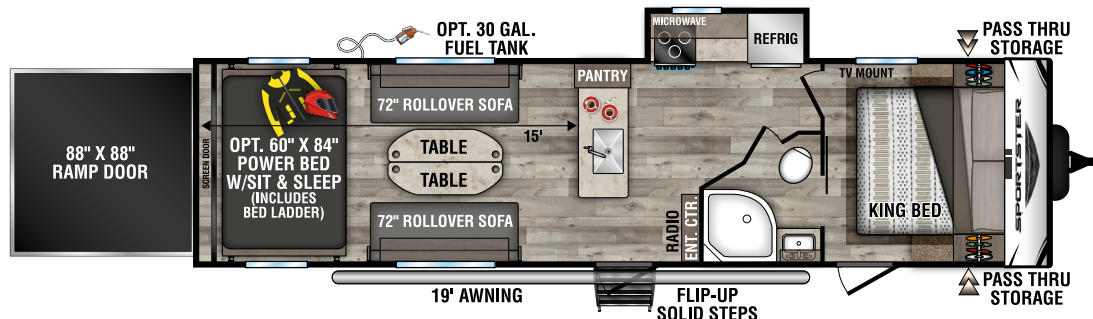 OPT. 30 GAL.
FUEL TANK
MICROWAVE
REFRIG
PASS THRU
STORAGE
88" X 88"
RAMP DOOR
SCREEN DOOR
OPT. 60" X 84"
POWER BED
W/SIT & SLEEP
(INCLUDES
BED LADDER)
72" ROLLOVER SOFA
15'
TABLE
TABLE
72" ROLLOVER SOFA
PANTRY
TV MOUNT
RADIO
ENT. CTR.
KING BED
SPORTSTER
19' AWNING
FLIP-UP
SOLID STEPS
PASS THRU
STORAGE